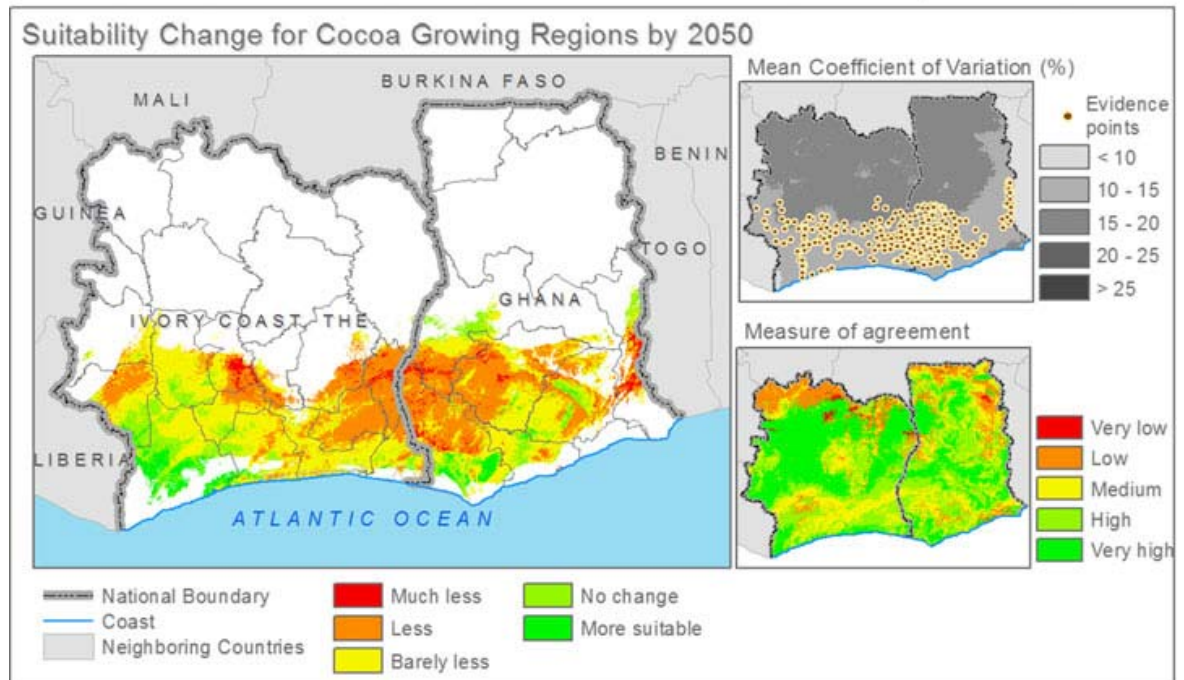 Suitability Change for Cocoa Growing Regions by 2050
BURKINA FASO
MALI
BENIN
GUINEA
TOGO
GHANA
IVORY COAST, THE
LIBERIA
ATLANTIC OCEAN
Mean Coefficient of Variation (%)
Evidence
points
< 10
10 - 15
15 - 20
20 - 25
> 25
Measure of agreement
Very low
Low
Medium
High
Very high
National Boundary
Coast
Neighboring Countries
Much less
Less
Barely less
No change
More suitable